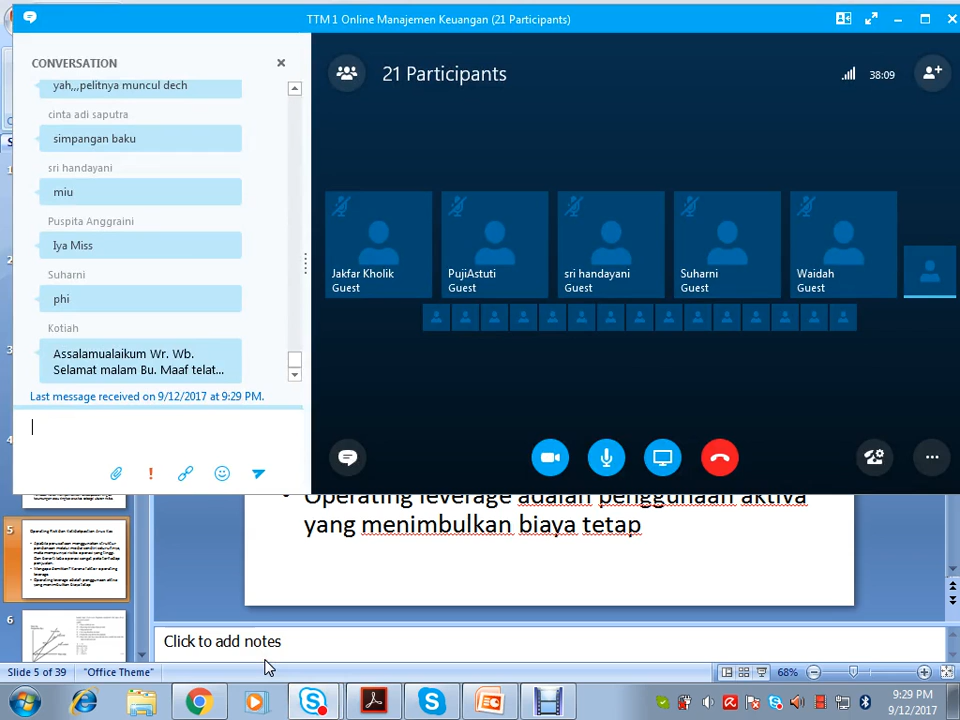 TTM 1 Online Manajemen Keuangan (21 Participants)
CONVERSATION
yah,,,pelitnya muncul dech
cinta adi saputra
simpangan baku
sri handayani
miu
Puspita Anggraini
Iya Miss
Suharni
phi
Kotiah
Assalamualaikum Wr. Wb.
Selamat malam Bu. Maaf telat...
Last message received on 9/12/2017 at 9:29 PM.
21 Participants
38:09
Jakfar Kholik
Guest
PujiAstuti
Guest
sri handayani
Guest
Suharni
Guest
Waidah
Guest
Operating leverage adalah penggunaan aktiva
yang menimbulkan biaya tetap
5
6
Click to add notes
Slide 5 of 39
"Office Theme"
68%
9:29 PM
9/12/2017